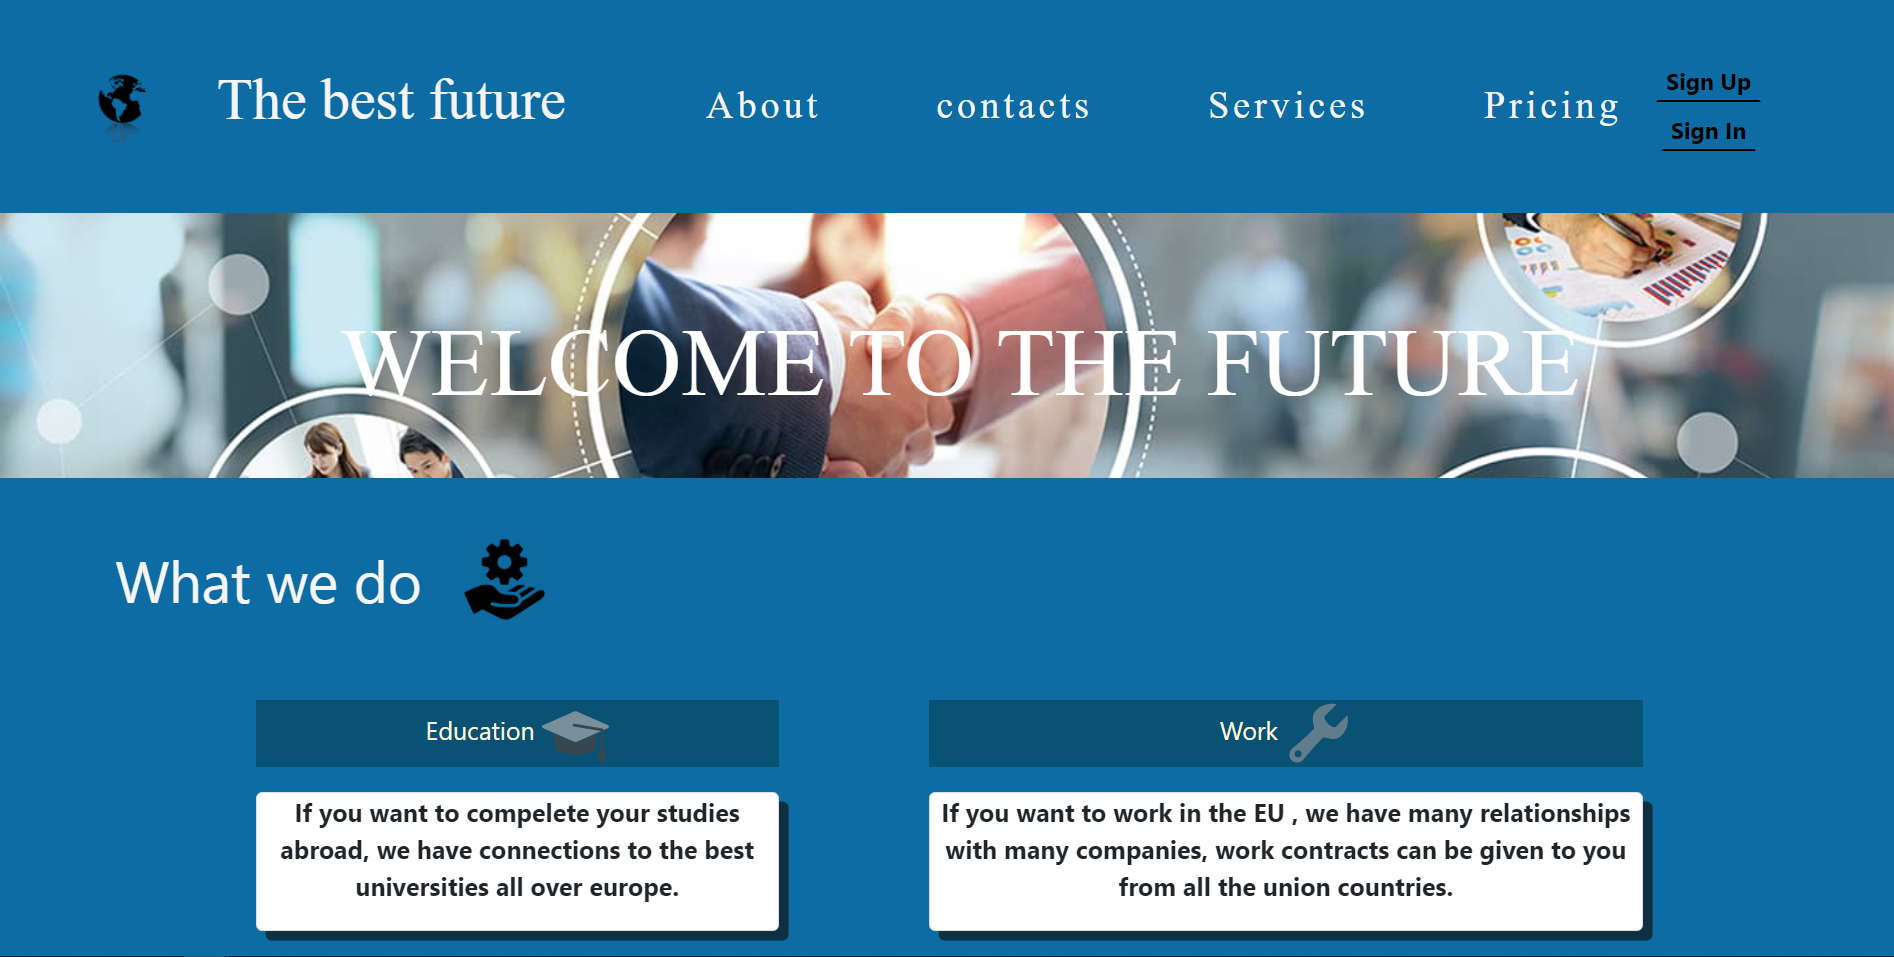 The best future
About
contacts
Services
Pricing
Sign Up
Sign In
WELCOME TO THE FUTURE
What we do
Education
Work
If you want to compelete your studies
abroad, we have connections to the best
universities all over europe.
If you want to work in the EU , we have many relationships
with many companies, work contracts can be given to you
from all the union countries.